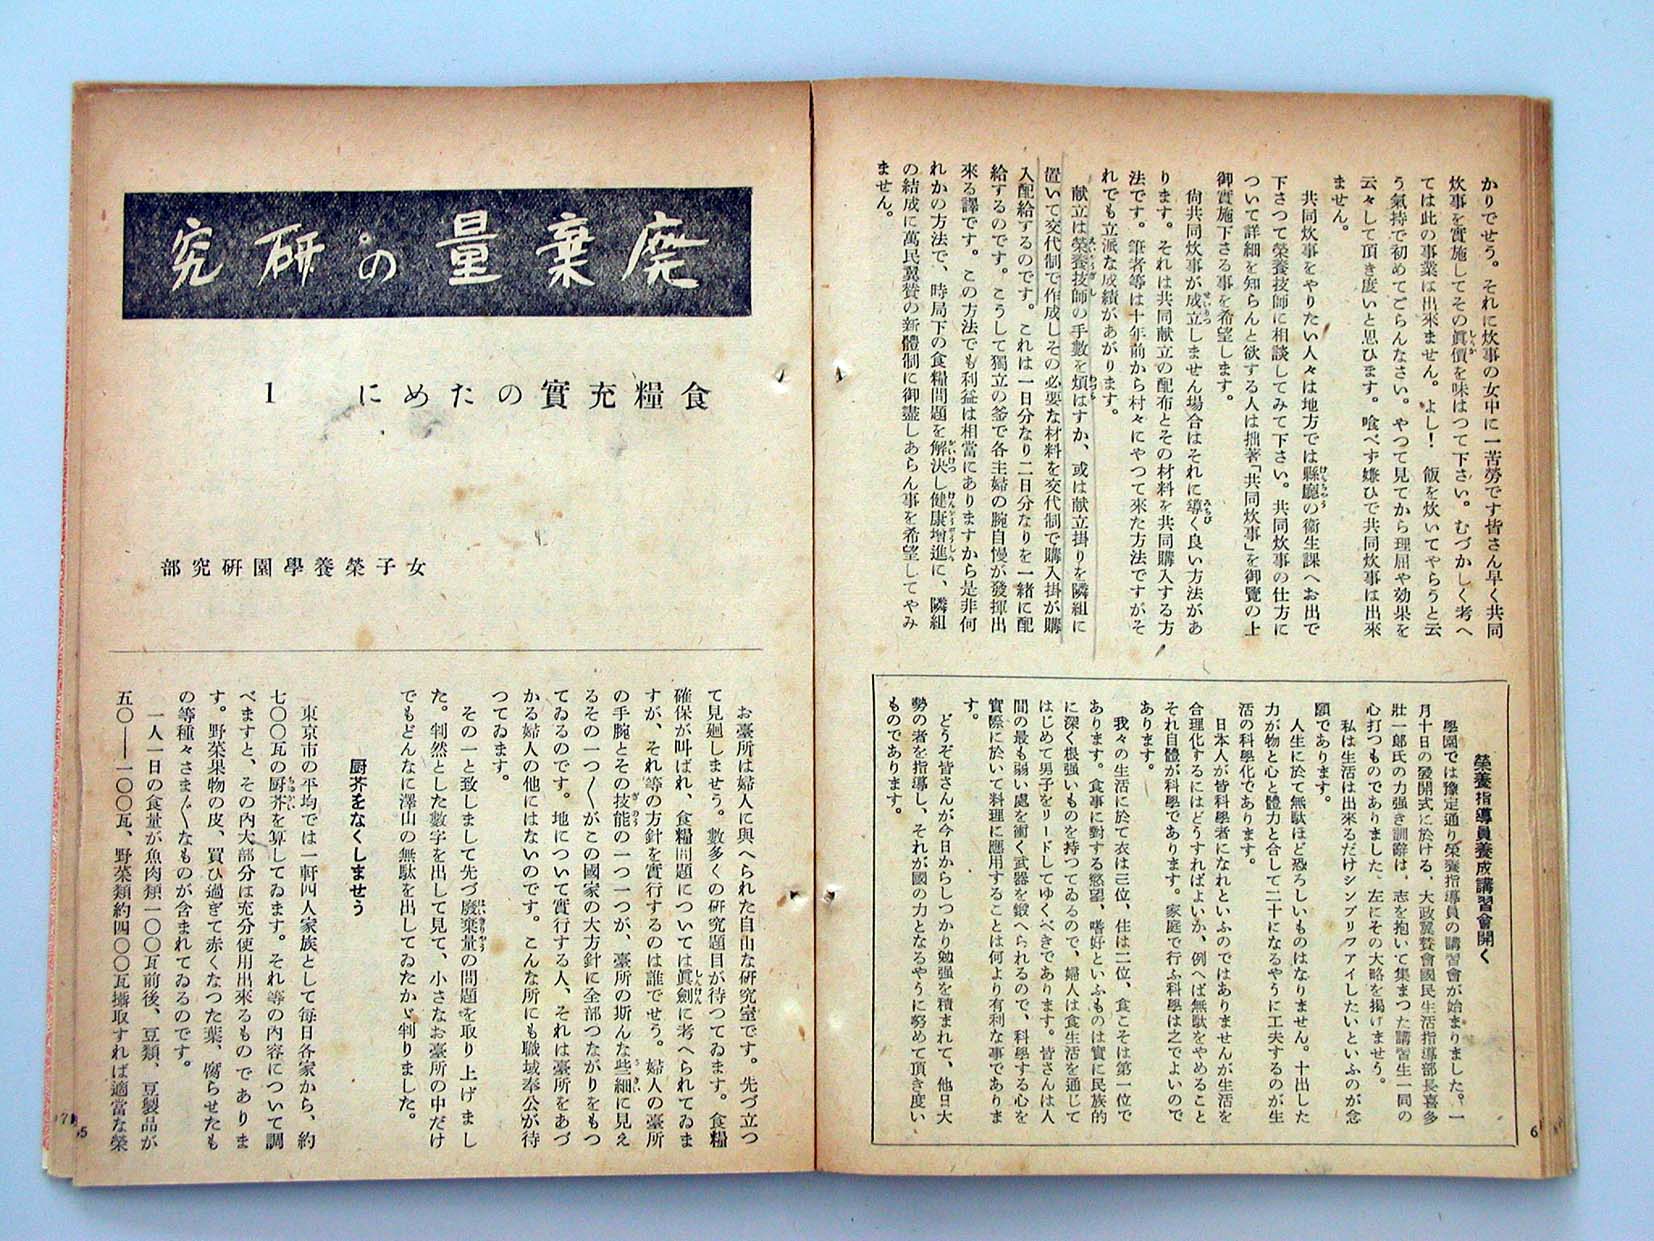 かりでせう。それに炊事の女中に一苦勞です皆さん早く共同
炊事を實施してその眞價を味はつて下さい。むづかしく考へ
ては此の事業は出來ません。よし！　飯を炊いてやらうと云
う氣持で初めてごらんなさい。やつて見てから理屈や効果を
云々して頂き度いと思ひます。喰べず嫌ひで共同炊事は出來
ません。
共同炊事をやりたい人々は地方では縣廳の衞生課へお出で
下さつて榮養技師に相談してみて下さい。共同炊事の仕方に
ついて詳細を知らんと欲する人は拙著「共同炊事」を御覽の上
御實施下さる事を希望します。
尙共同炊事が成立しません場合はそれに導く良い方法があ
ります。それは共同献立の配布とその材料を共同購入する方
法です。筆者等は十年前から村々にやつて來た方法ですがそ
れでも立派な成績があがります。
献立は榮養技師の手數を煩はすか、或は献立掛りを隣組に
置いて交代制で作成しその必要な材料を交代制で購入掛が購
入配給するのです。これは一日分なり二日分なりを一緒に配
給するのです。こうして獨立の釜で各主婦の腕自慢が發揮出
來る譯です。この方法でも利益は相當にありますから是非何
れかの方法で、時局下の食糧問題を解決し健康增進に、隣組
の結成に萬民翼賛の新體制に御盡しあらん事を希望してやみ
ません。
榮養指導員養成講習會開く
學園では豫定通り榮養指導員の講習會が始まりました。一
月十日の發開式に於ける、大政翼賛會國民生活指導部長喜多
壯一郎氏の力強き訓辭は、志を抱いて集まつた講習生一同の
心打つものでありました、左にその大略を掲げませう。
私は生活は出來るだけシンプリファイしたいといふのが念
願であります。
人生に於て無駄ほど恐ろしいものはなりません。十出した
力が物と心と體力と合して二十になるやうに工夫するのが生
活の科學化であります。
日本人が皆科學者になれといふのではありませんが生活を
合理化するにはどうすればよいか、例へば無駄をやめること
それ自體が科學であります。家庭で行ふ科學は之でよいので
あります。
我々の生活に於て衣は三位、住は二位、食こそは第一位で
あります。食事に對する慾望、嗜好といふものは實に民族的
に深く根強いものを持つてゐるので、婦人は食生活を通じて
はじめて男子をリードしてゆくべきであります。皆さんは人
間の最も弱い處を衝く武器を鍛へられるので、科學する心を
實際に於いて料理に應用することは何より有利な事でありま
す。
どうぞ皆さんが今日からしつかり勉強を積まれて、他日大
勢の者を指導し、それが國の力となるやうに努めて頂き度い
ものであります。
6
廃棄量の研究
食糧充實のために　1
女子榮養學園硏究部
お臺所は婦人に與へられた自由な硏究室です。先づ立つ
て見廻しませう。數多くの硏究題目が待つてゐます。食糧
確保が叫ばれ、食糧問題については眞劍に考へられてゐま
すが、それ等の方針を實行するのは誰でせう。婦人の臺所
の手腕とその技能の一つ一つが、臺所の斯んな些細に見え
るその一つ〱がこの國家の大方針に全部つながりをもつ
てゐるのです。地について實行する人、それは臺所をあづ
かる婦人の他にはないのです。こんな所にも職域奉公が待
つてゐます。
その一と致しまして先づ廢棄量の問題を取り上げまし
た。判然とした數字を出して見て、小さなお臺所の中だけ
でもどんなに澤山の無駄を出してゐたかゞ判りました。
厨芥をなくしませう
東京市の平均では一軒四人家族として毎日各家から、約
七〇〇瓦の厨芥を算してゐます。それ等の內容について調
べますと、その內大部分は充分使用出來るものでありま
す。野菜果物の皮、買ひ過ぎて赤くなつた葉、腐らせたも
の等種々さま〲なものが含まれてゐるのです。
一人一日の食量が魚肉類一〇〇瓦前後、豆類、豆製品が
五〇――一〇〇瓦、野菜類約四〇〇瓦攝取すれば適當な榮